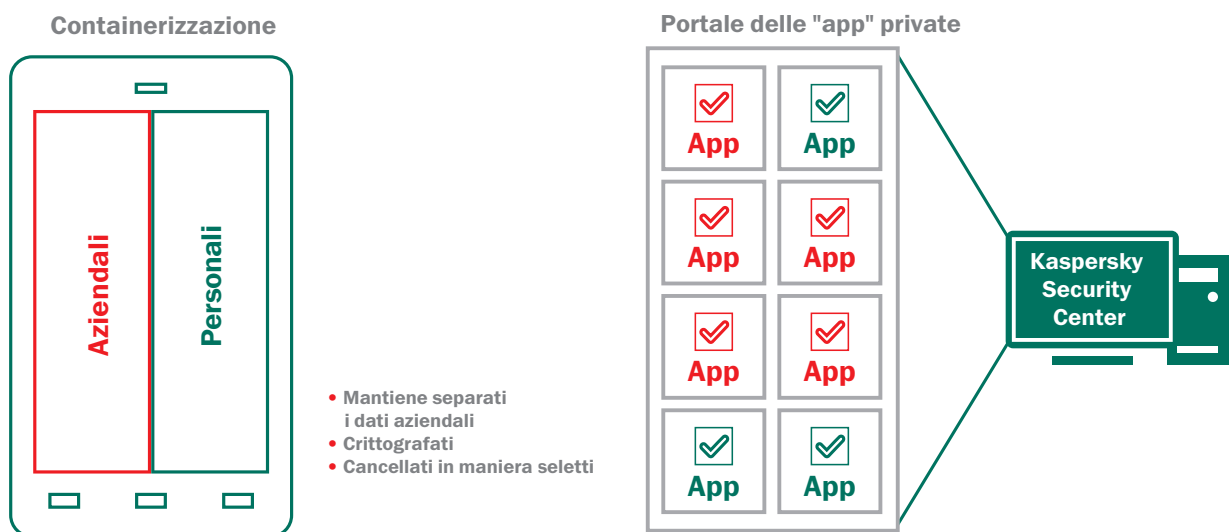 Containerizzazione
Aziendali
Personali
• Mantiene separati
i dati aziendali
• Crittografati
• Cancellati in maniera seletti
Portale delle "app" private
App
App
App
App
App
App
App
App
Kaspersky
Security
Center